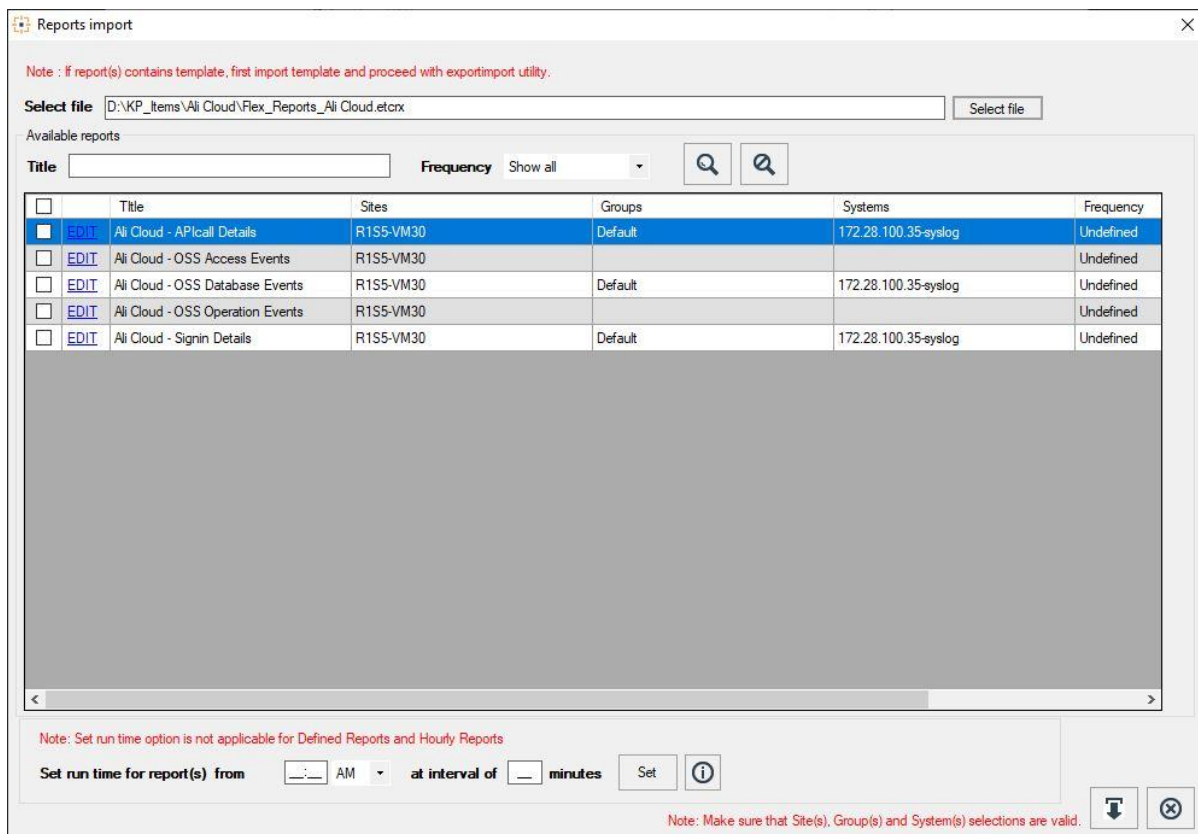 Reports import
Note : If report(s) contains template, first import template and proceed with exportimport utility.
Select file D:\KP_Items\Ali Cloud\Flex_Reports_Ali Cloud.etcrx Select file
Available reports
Title Frequency Show all
Title Sites Groups Systems Frequency
EDIT Ali Cloud - APIcall Details R1S5-VM30 Default 172.28.100.35-syslog Undefined
EDIT Ali Cloud - OSS Access Events R1S5-VM30 Undefined
EDIT Ali Cloud - OSS Database Events R1S5-VM30 Default 172.28.100.35-syslog Undefined
EDIT Ali Cloud - OSS Operation Events R1S5-VM30 Undefined
EDIT Ali Cloud - Signin Details R1S5-VM30 Default 172.28.100.35-syslog Undefined
Note: Set run time option is not applicable for Defined Reports and Hourly Reports
Set run time for report(s) from __:__ AM at interval of __ minutes Set
Note: Make sure that Site(s), Group(s) and System(s) selections are valid.